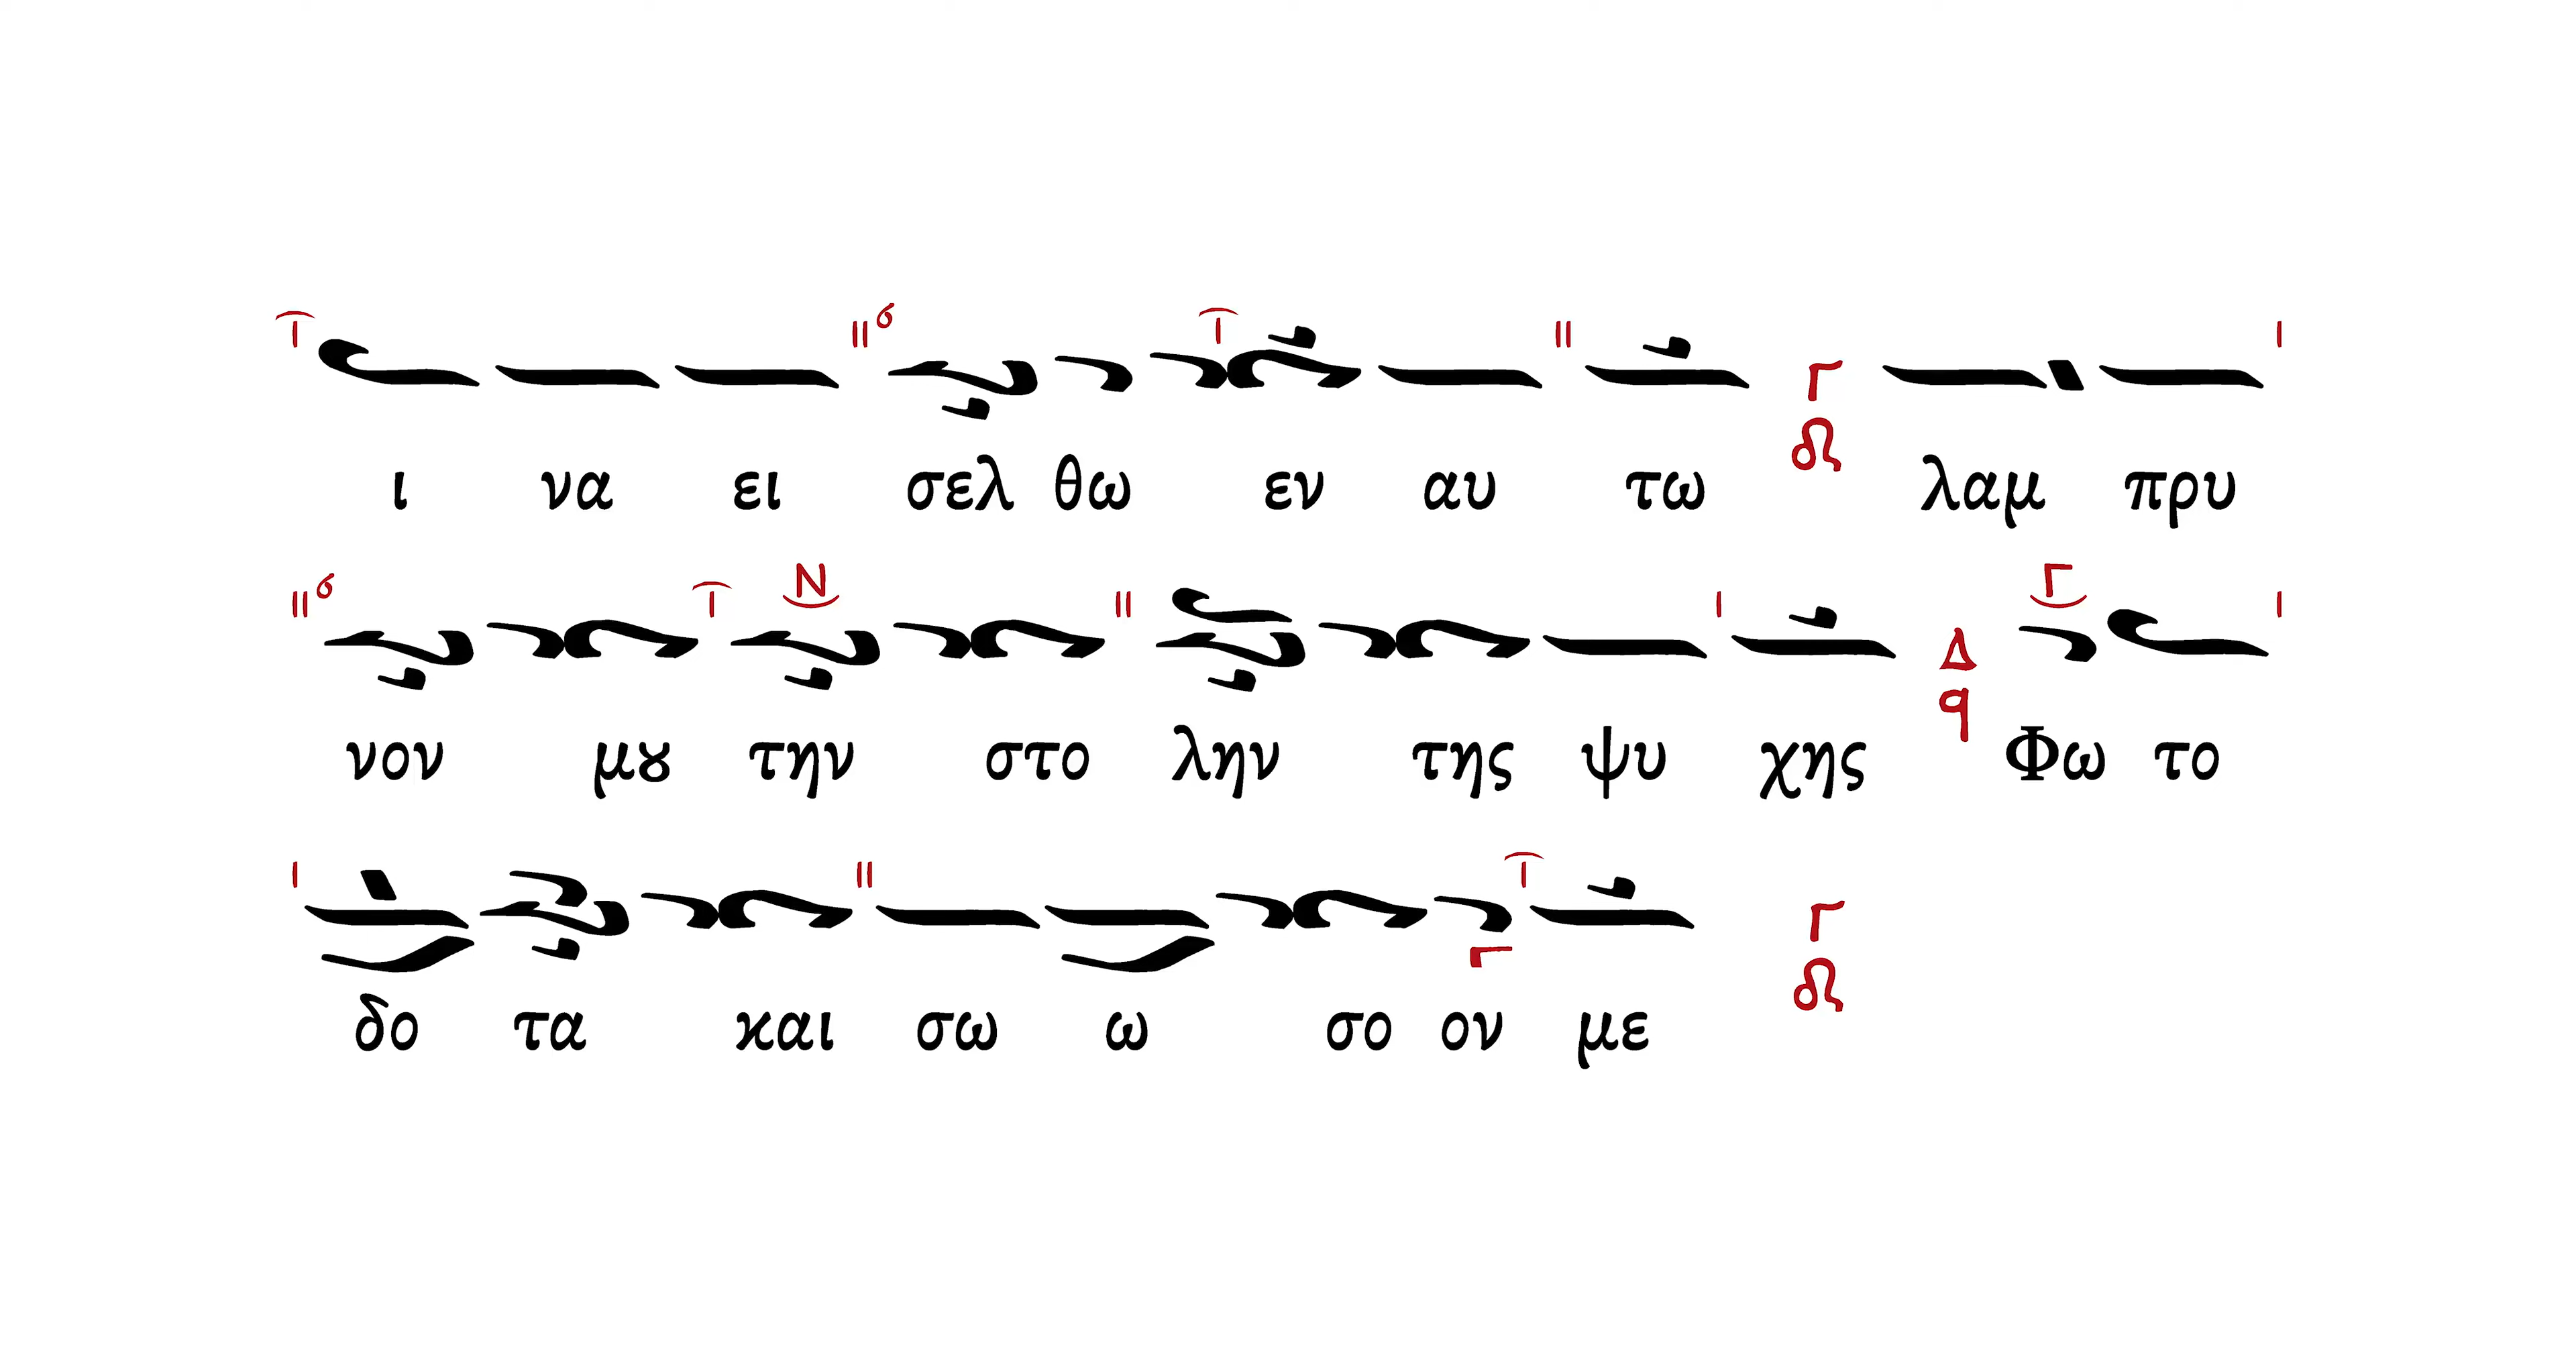 ι να ει σελ θω εν αυ τω Γ λαμ πρυ
νον μȣ την Ν στο λην της ψυ χης Δ Γ Φω το
δο τα και σω ω σο ον με Γ